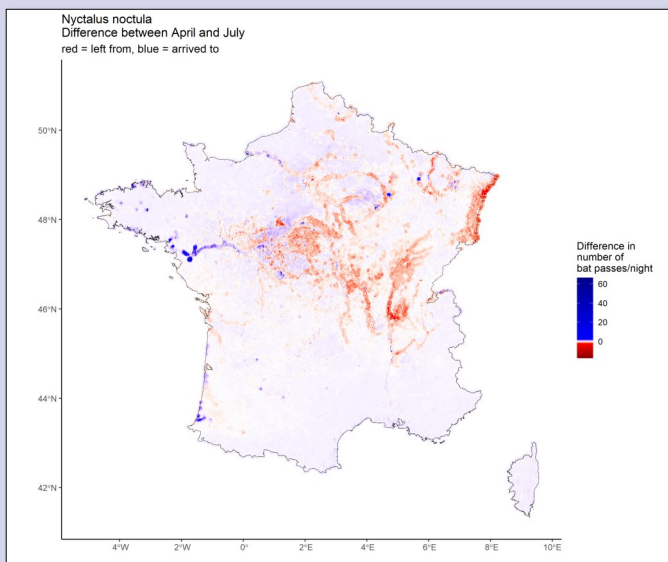 Nyctalus noctula
Difference between April and July
red = left from, blue = arrived to
50°N
48°N
46°N
44°N
42°N
4°W
2°W
0°
2°E
4°E
6°E
8°E
10°E
Difference in
number of
bat passes/night
60
40
20
0